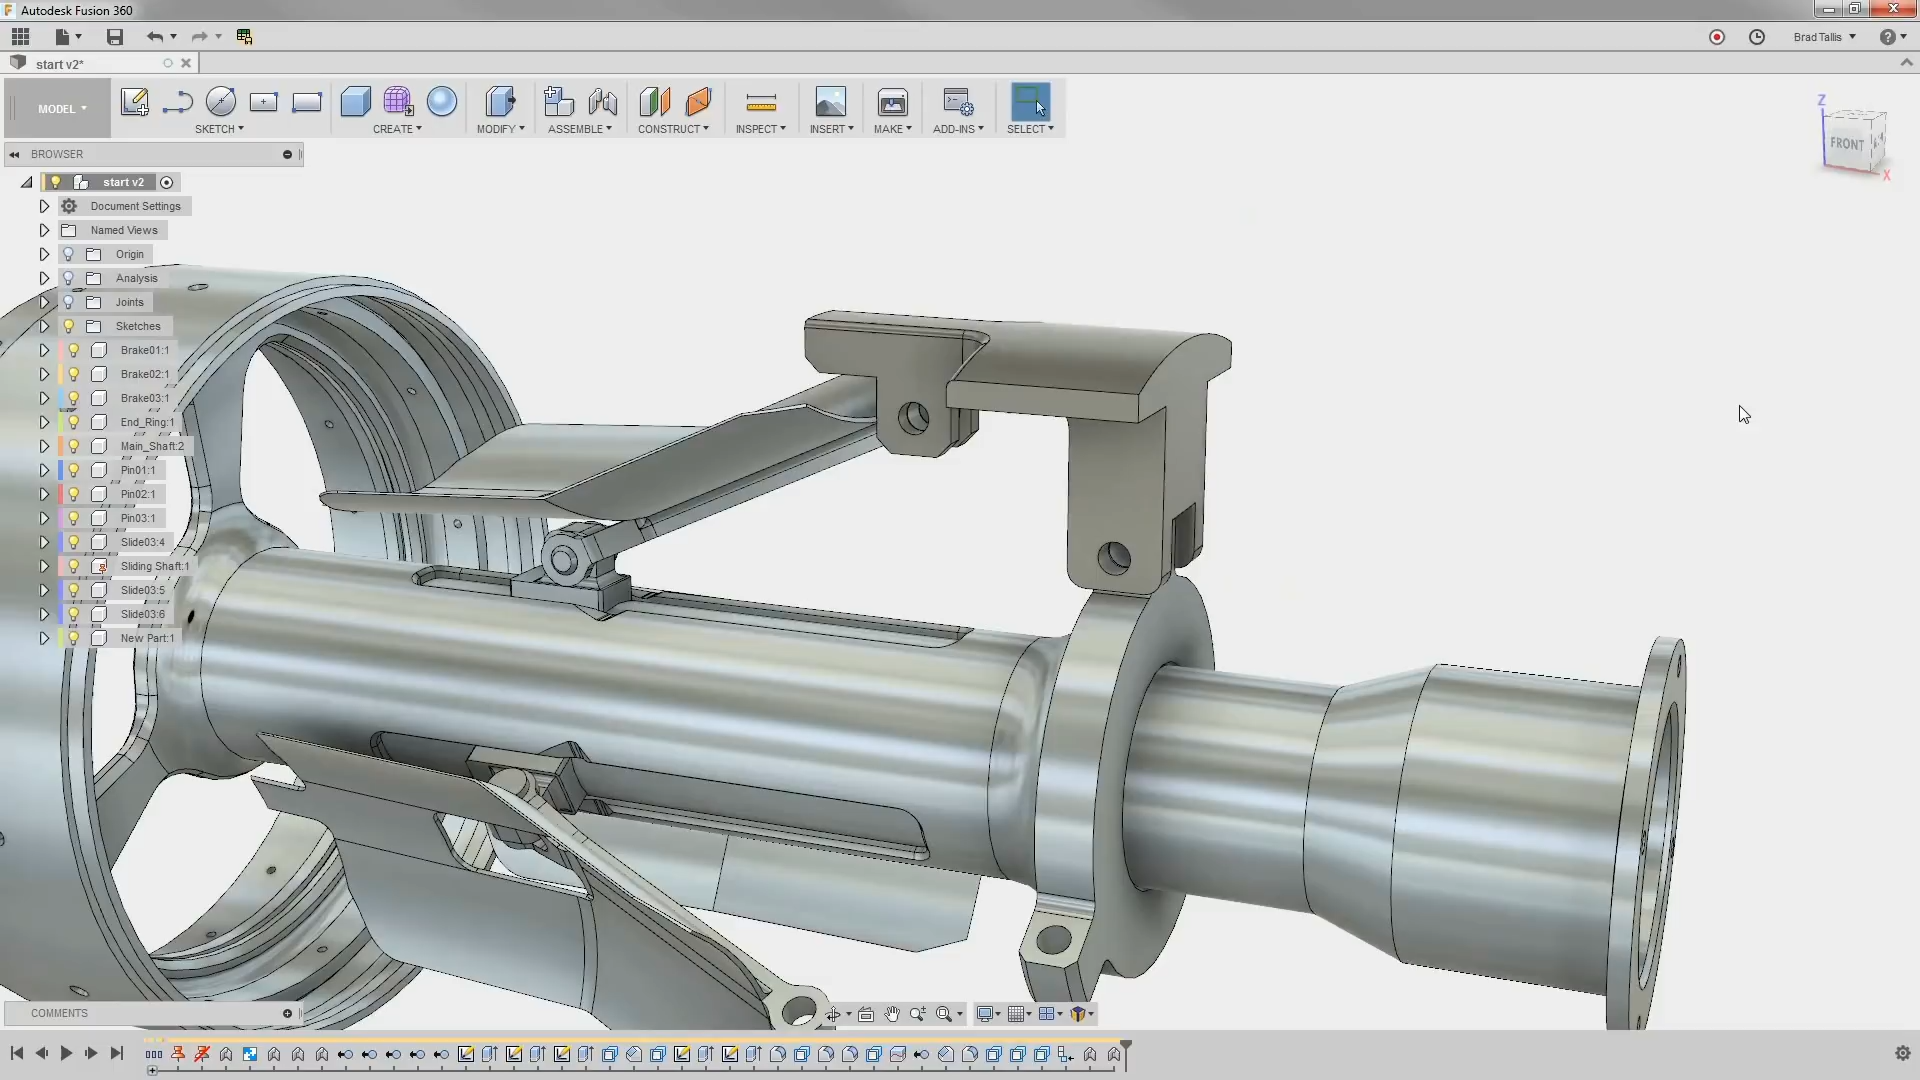 Autodesk Fusion 360
Brad Tallis
start v2*
MODEL
SKETCH
CREATE
MODIFY
ASSEMBLE
CONSTRUCT
INSPECT
INSERT
MAKE
ADD-INS
SELECT
Z
FRONT
X
BROWSER
start v2
Document Settings
Named Views
Origin
Analysis
Joints
Sketches
Brake01:1
Brake02:1
Brake03:1
End_Ring:1
Main_Shaft:2
Pin01:1
Pin02:1
Pin03:1
Slide03:4
Sliding Shaft:1
Slide03:5
Slide03:6
New Part:1
COMMENTS